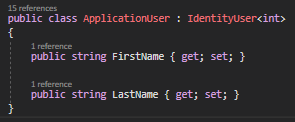 15 references
public class ApplicationUser : IdentityUser<int>
{
1 reference
public string FirstName { get; set; }
1 reference
public string LastName { get; set; }
}